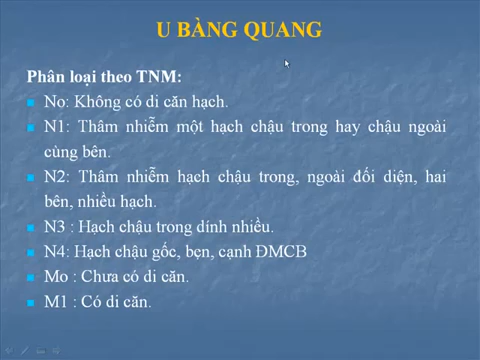 U BÀNG QUANG
Phân loại theo TNM:
No: Không có di căn hạch.
N1: Thâm nhiễm một hạch chậu trong hay chậu ngoài
cùng bên.
N2: Thâm nhiễm hạch chậu trong, ngoài đối diện, hai
bên, nhiều hạch.
N3 : Hạch chậu trong dính nhiều.
N4: Hạch chậu gốc, bẹn, cạnh ĐMCB
Mo : Chưa có di căn.
M1 : Có di căn.